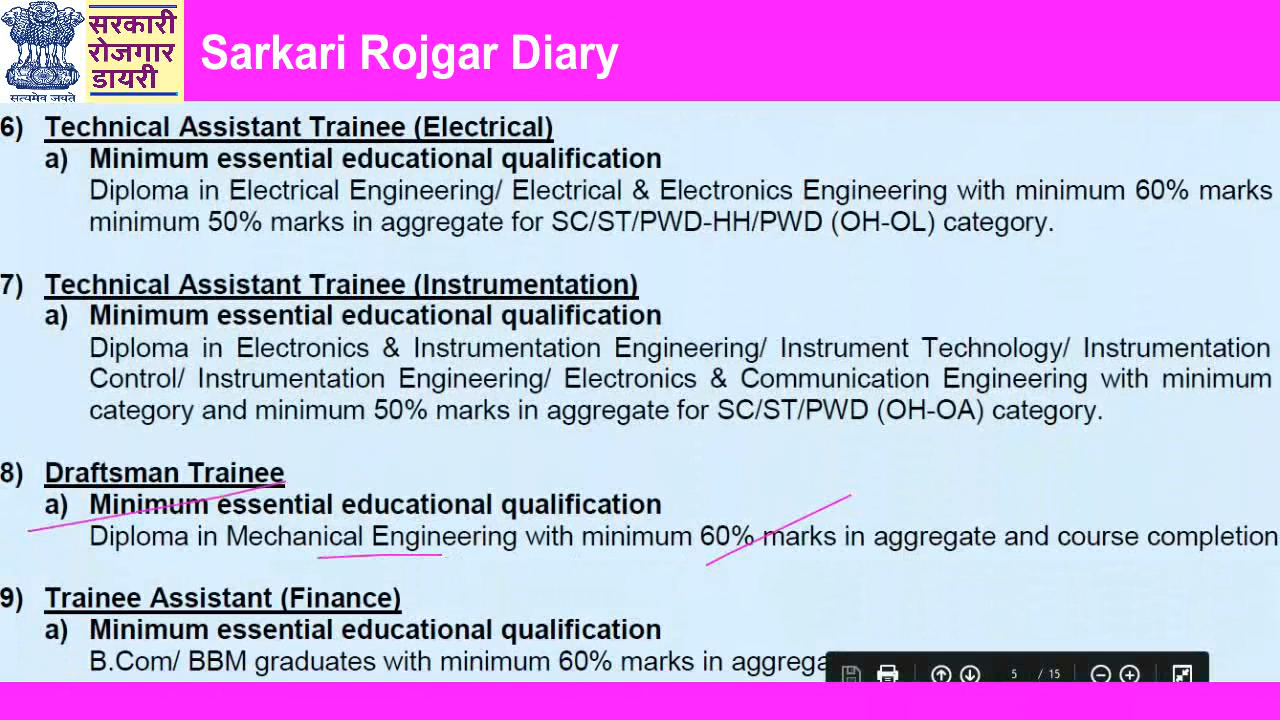 सत्यमेव जयते
सरकारी
रोजगार
डायरी
Sarkari Rojgar Diary
6) Technical Assistant Trainee (Electrical)
a) Minimum essential educational qualification
Diploma in Electrical Engineering/ Electrical & Electronics Engineering with minimum 60% marks
minimum 50% marks in aggregate for SC/ST/PWD-HH/PWD (OH-OL) category.
7) Technical Assistant Trainee (Instrumentation)
a) Minimum essential educational qualification
Diploma in Electronics & Instrumentation Engineering/ Instrument Technology/ Instrumentation
Control/ Instrumentation Engineering/ Electronics & Communication Engineering with minimum
category and minimum 50% marks in aggregate for SC/ST/PWD (OH-OA) category.
8) Draftsman Trainee
a) Minimum essential educational qualification
Diploma in Mechanical Engineering with minimum 60% marks in aggregate and course completion
9) Trainee Assistant (Finance)
a) Minimum essential educational qualification
B.Com/ BBM graduates with minimum 60% marks in aggrega
5 / 15